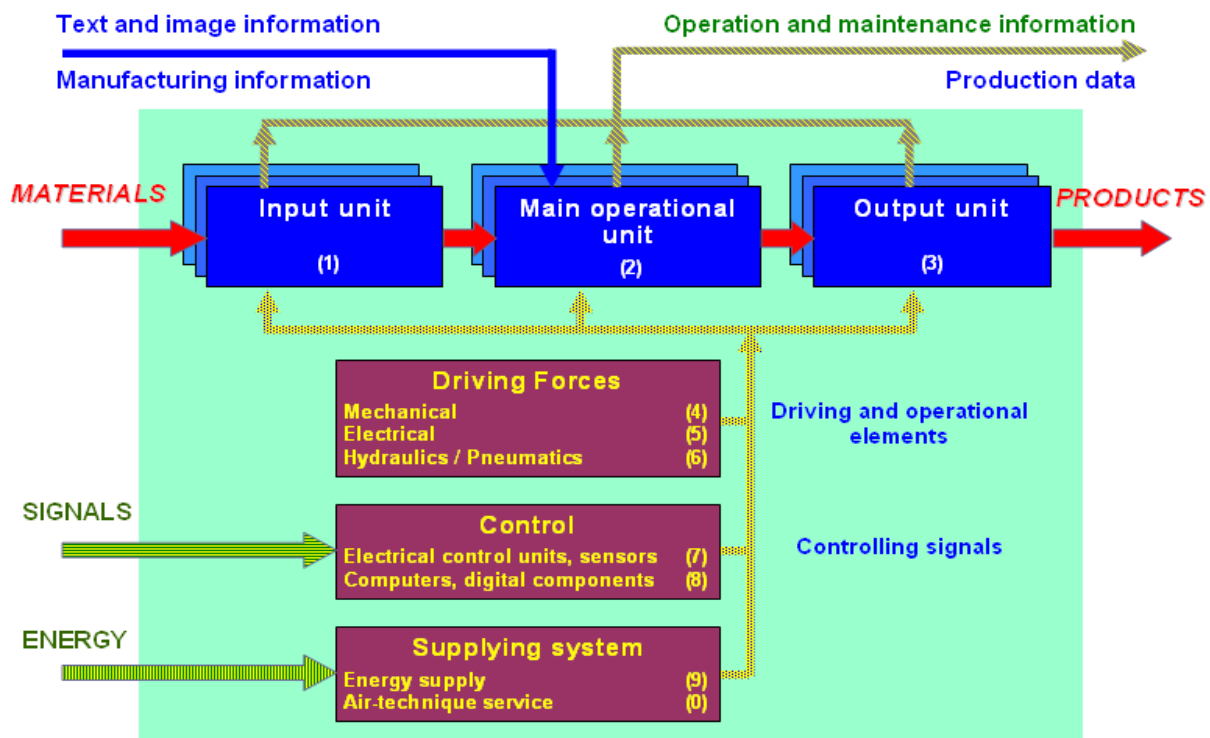 Text and image information
Operation and maintenance information
Manufacturing information
Production data
MATERIALS
PRODUCTS
Input unit
(1)
Main operational
unit
(2)
Output unit
(3)
Driving Forces
Mechanical (4)
Electrical (5)
Hydraulics / Pneumatics (6)
Driving and operational
elements
SIGNALS
Control
Electrical control units, sensors (7)
Computers, digital components (8)
Controlling signals
ENERGY
Supplying system
Energy supply (9)
Air-technique service (0)